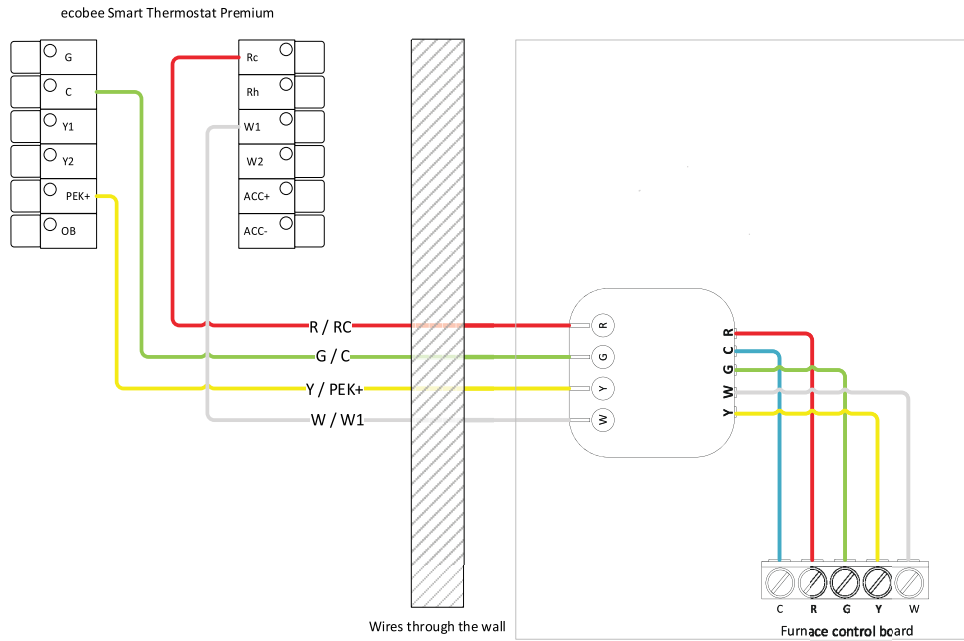 ecobee Smart Thermostat Premium
G
C
Y1
Y2
PEK+
OB
Rc
Rh
W1
W2
ACC+
ACC-
R / RC
G / C
Y / PEK+
W / W1
Wires through the wall
R
G
Y
W
R
C
G
W
Y
C R G Y W
Furnace control board